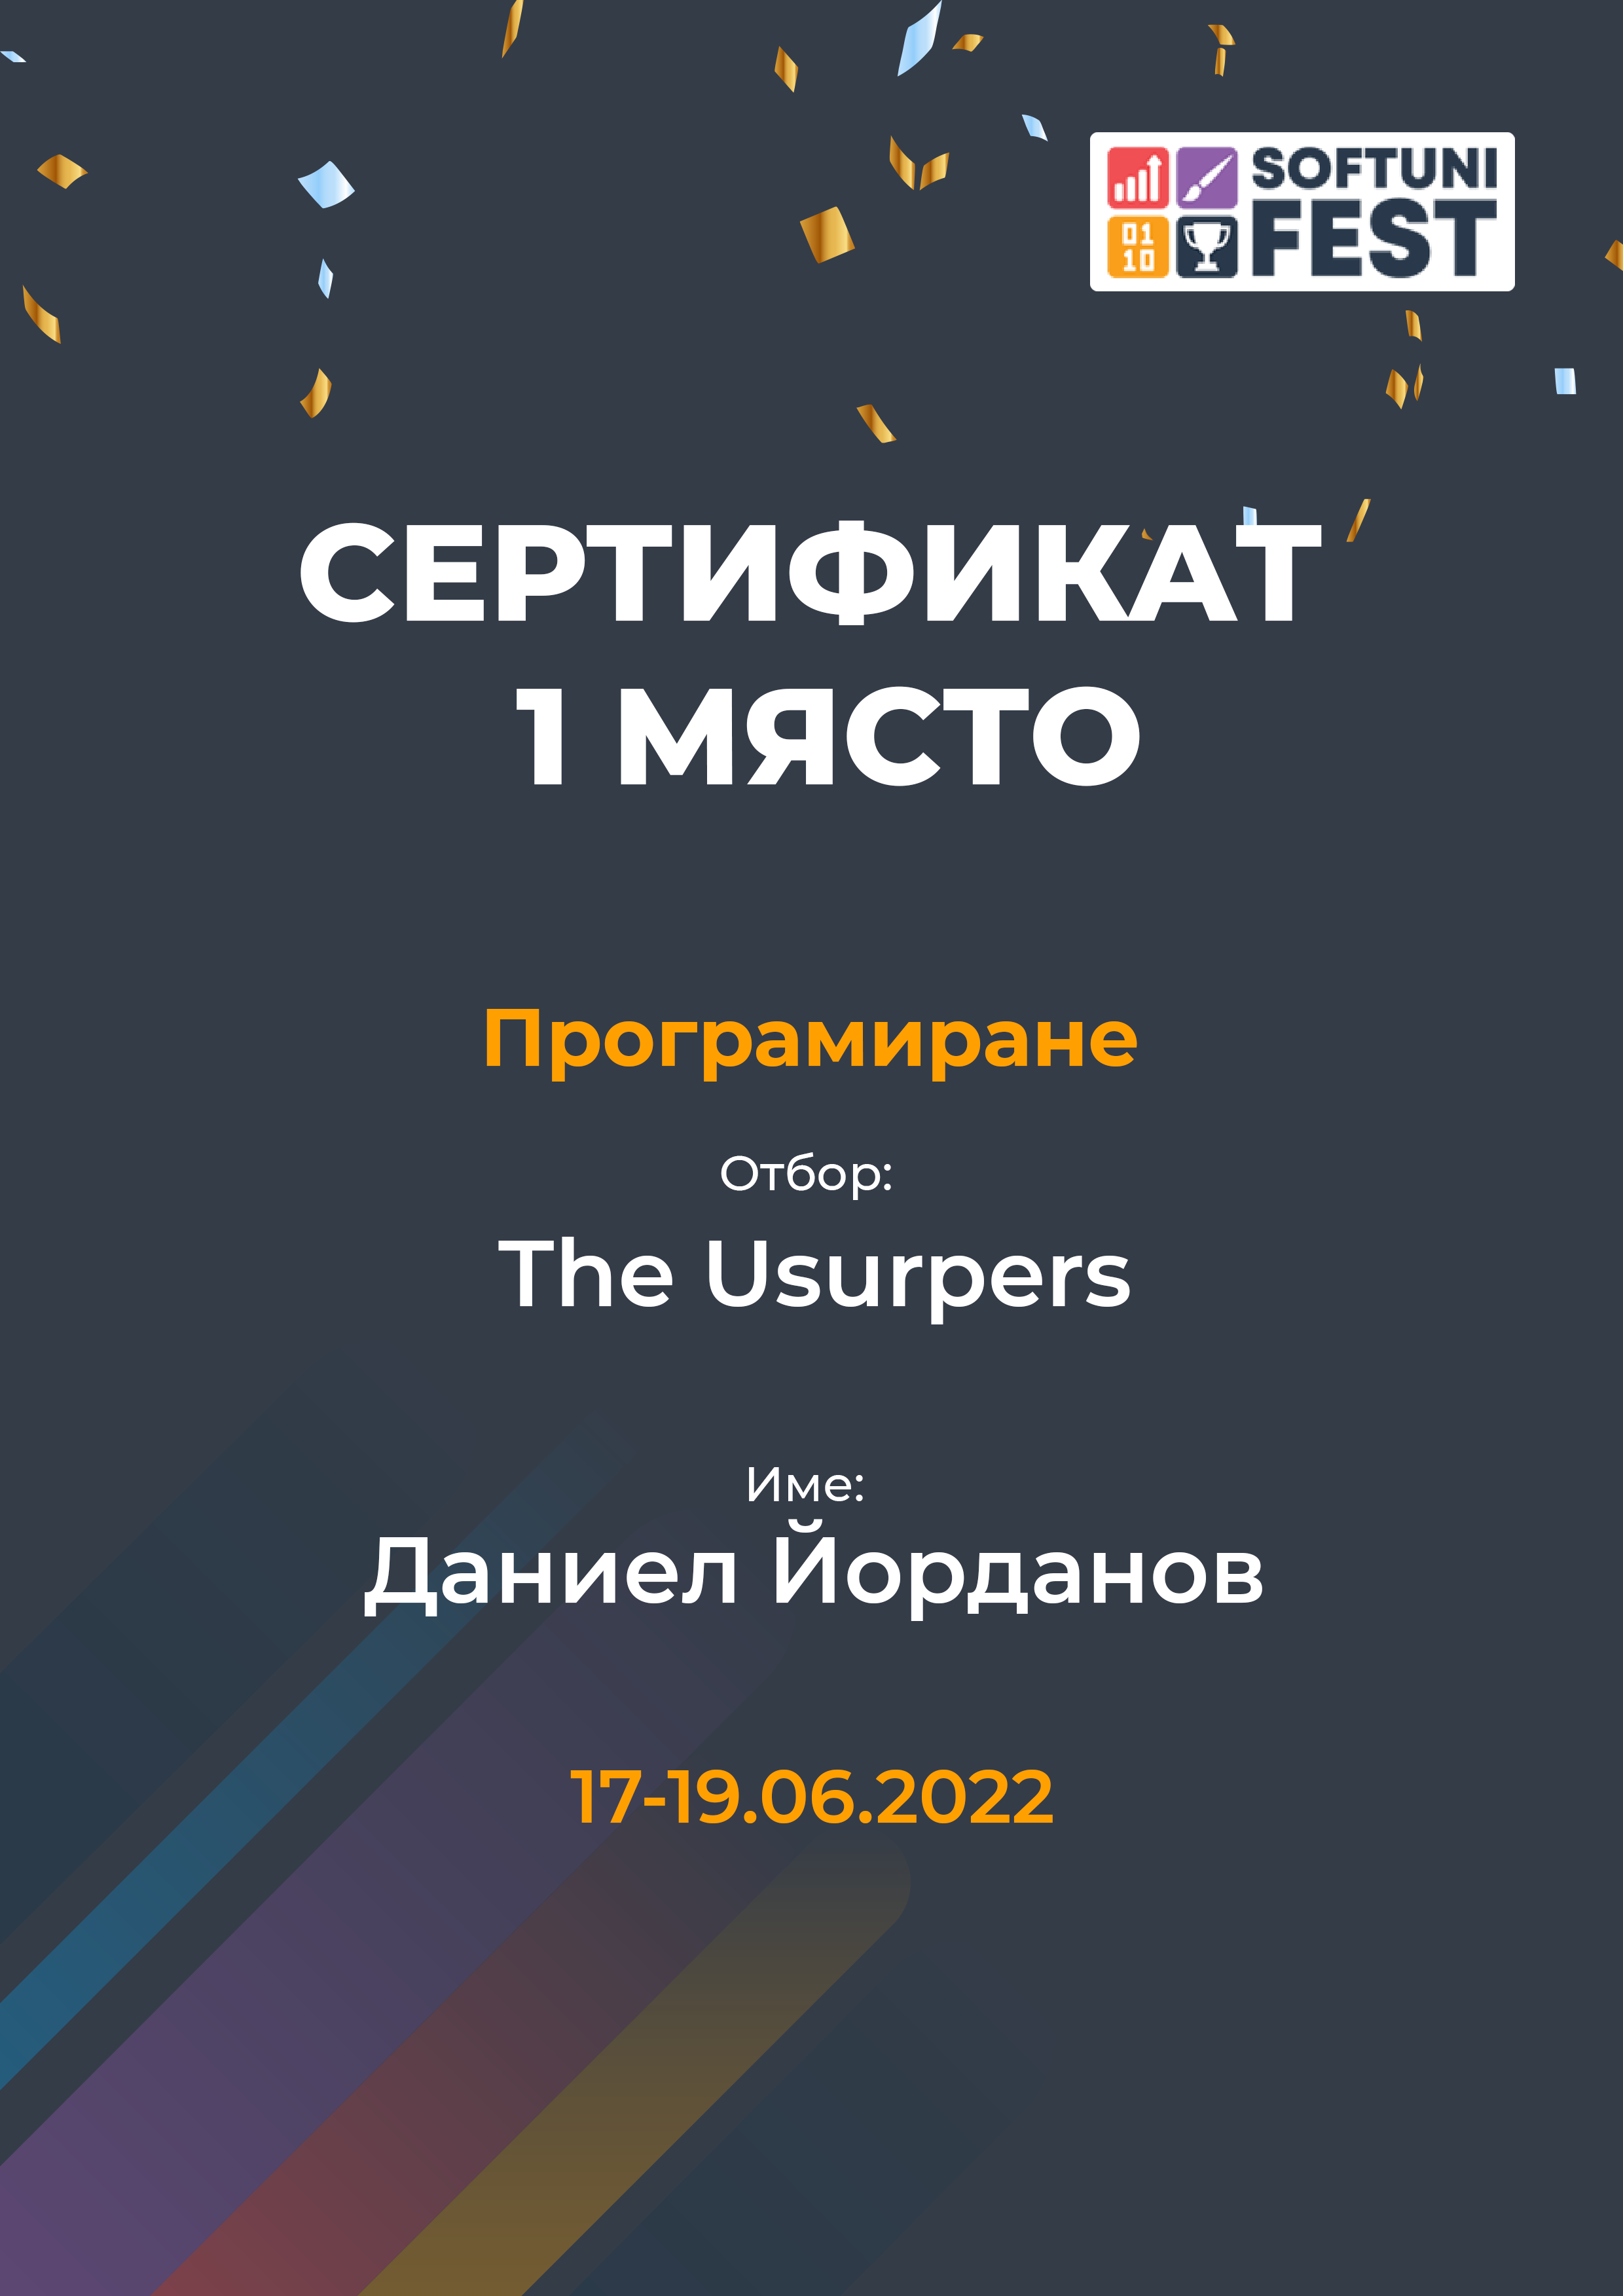 SOFTUNI
FEST
01
10
СЕРТИФИКАТ
1 МЯСТО
Програмиране
Отбор:
The Usurpers
Име:
Даниел Йорданов
17-19.06.2022